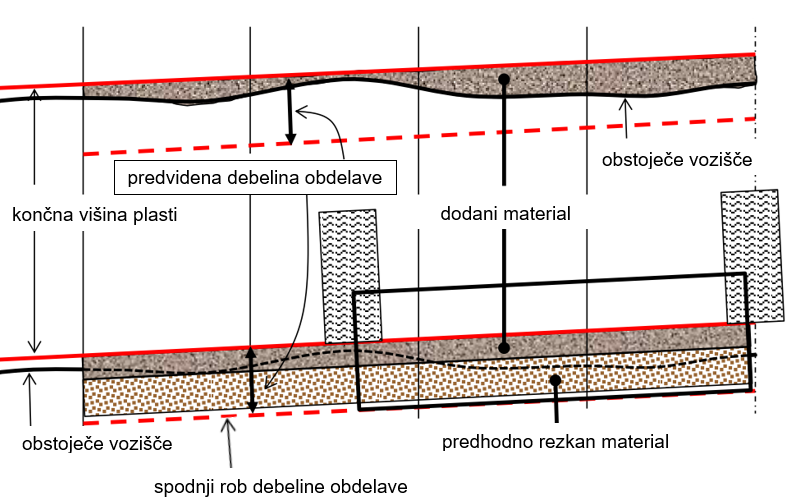 obstoječe vozišče
predvidena debelina obdelave
končna višina plasti
dodani material
obstoječe vozišče
predhodno rezkan material
spodnji rob debeline obdelave